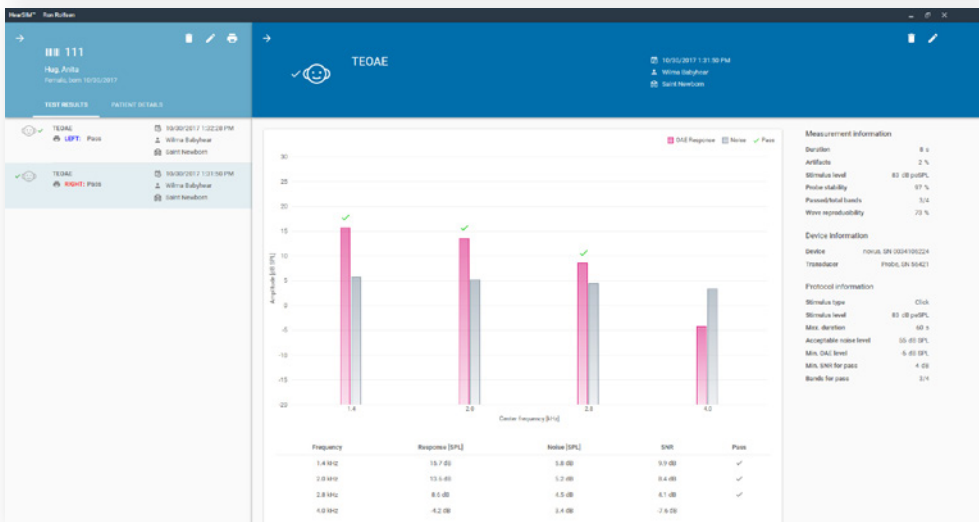 HearSIM™ Ron Rolfsen
111
Hug, Anita
Female, born 10/30/2017
TEST RESULTS PATIENT DETAILS
TEOAE 10/30/2017 1:32:28 PM
LEFT: Pass Wilma Babyhear
Saint Newborn
TEOAE 10/30/2017 1:31:50 PM
RIGHT: Pass Wilma Babyhear
Saint Newborn
TEOAE
10/30/2017 1:31:50 PM
Wilma Babyhear
Saint Newborn
OAE Response Noise Pass
Amplitude [dB SPL]
30
25
20
15
10
5
0
-5
-10
-15
-20
1.4 2.0 2.8 4.0
Center frequency [kHz]
Frequency Response [SPL] Noise [SPL] SNR Pass
1.4 kHz 15.7 dB 5.8 dB 9.9 dB
2.0 kHz 13.6 dB 5.2 dB 8.4 dB
2.8 kHz 8.6 dB 4.5 dB 4.1 dB
4.0 kHz -4.2 dB 3.4 dB -7.6 dB
Measurement information
Duration 8 s
Artifacts 2 %
Stimulus level 83 dB peSPL
Probe stability 97 %
Passed/total bands 3/4
Wave reproducibility 73 %
Device information
Device novus, SN
Transducer Probe, SN
Protocol information
Stimulus type Click
Stimulus level 83 dB peSPL
Max. duration 60 s
Acceptable noise level 55 dB SPL
Min. OAE level -5 dB SPL
Min. SNR for pass 4 dB
Bands for pass 3/4